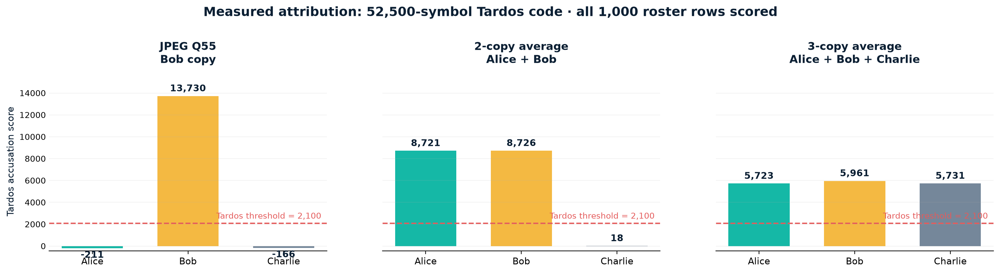 Measured attribution: 52,500-symbol Tardos code · all 1,000 roster rows scored
JPEG Q55
Bob copy
Tardos accusation score
14000
12000
10000
8000
6000
4000
2000
0
13,730
Tardos threshold = 2,100
-211
-166
Alice
Bob
Charlie
2-copy average
Alice + Bob
8,721
8,726
Tardos threshold = 2,100
18
Alice
Bob
Charlie
3-copy average
Alice + Bob + Charlie
5,723
5,961
5,731
Tardos threshold = 2,100
Alice
Bob
Charlie